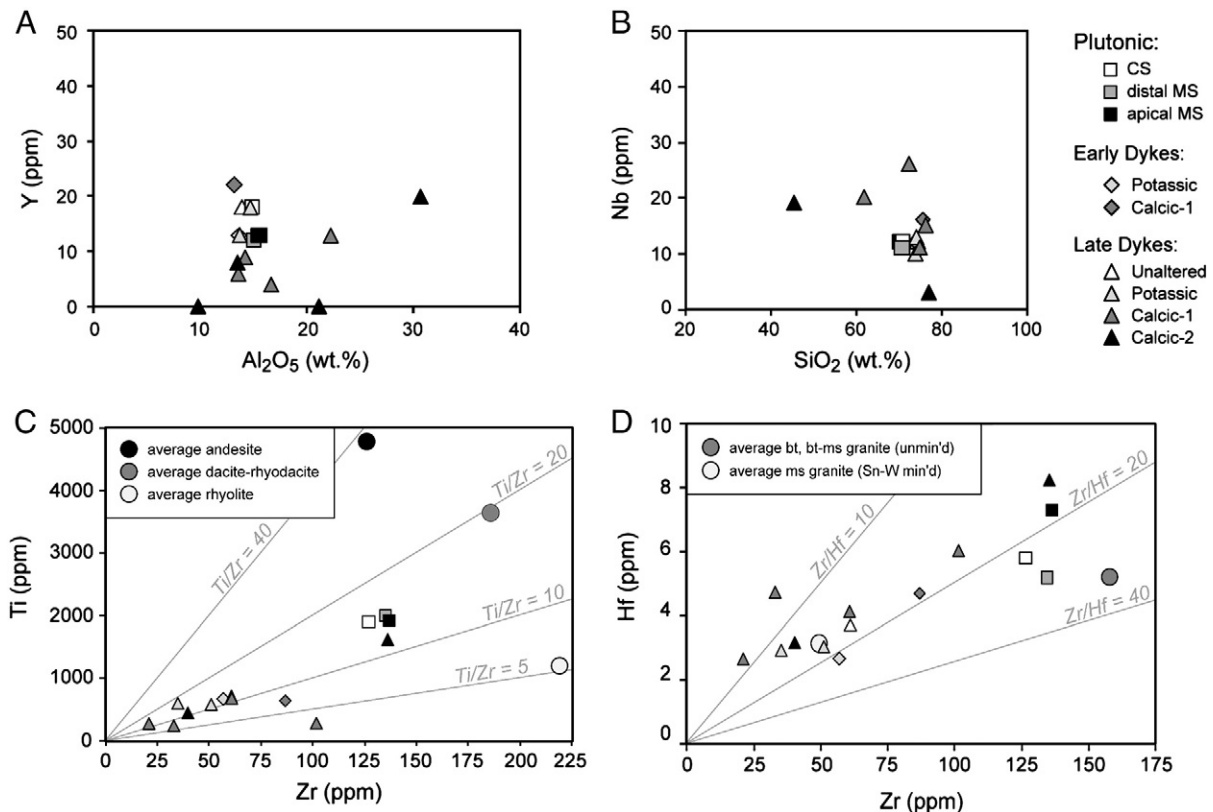 A
50
40
30
20
10
0
Y (ppm)
0
10
20
30
40
Al₂O₅ (wt.%)
B
50
40
30
20
10
0
Nb (ppm)
20
40
60
80
100
SiO₂ (wt.%)
Plutonic:
CS
distal MS
apical MS
Early Dykes:
Potassic
Calcic-1
Late Dykes:
Unaltered
Potassic
Calcic-1
Calcic-2
C
5000
4000
3000
2000
1000
0
Ti (ppm)
average andesite
average dacite-rhyodacite
average rhyolite
Ti/Zr = 40
Ti/Zr = 20
Ti/Zr = 10
Ti/Zr = 5
0
25
50
75
100
125
150
175
200
225
Zr (ppm)
D
10
8
6
4
2
0
Hf (ppm)
average bt, bt-ms granite (unmin'd)
average ms granite (Sn-W min'd)
Zr/Hf = 10
Zr/Hf = 20
Zr/Hf = 40
0
25
50
75
100
125
150
175
Zr (ppm)